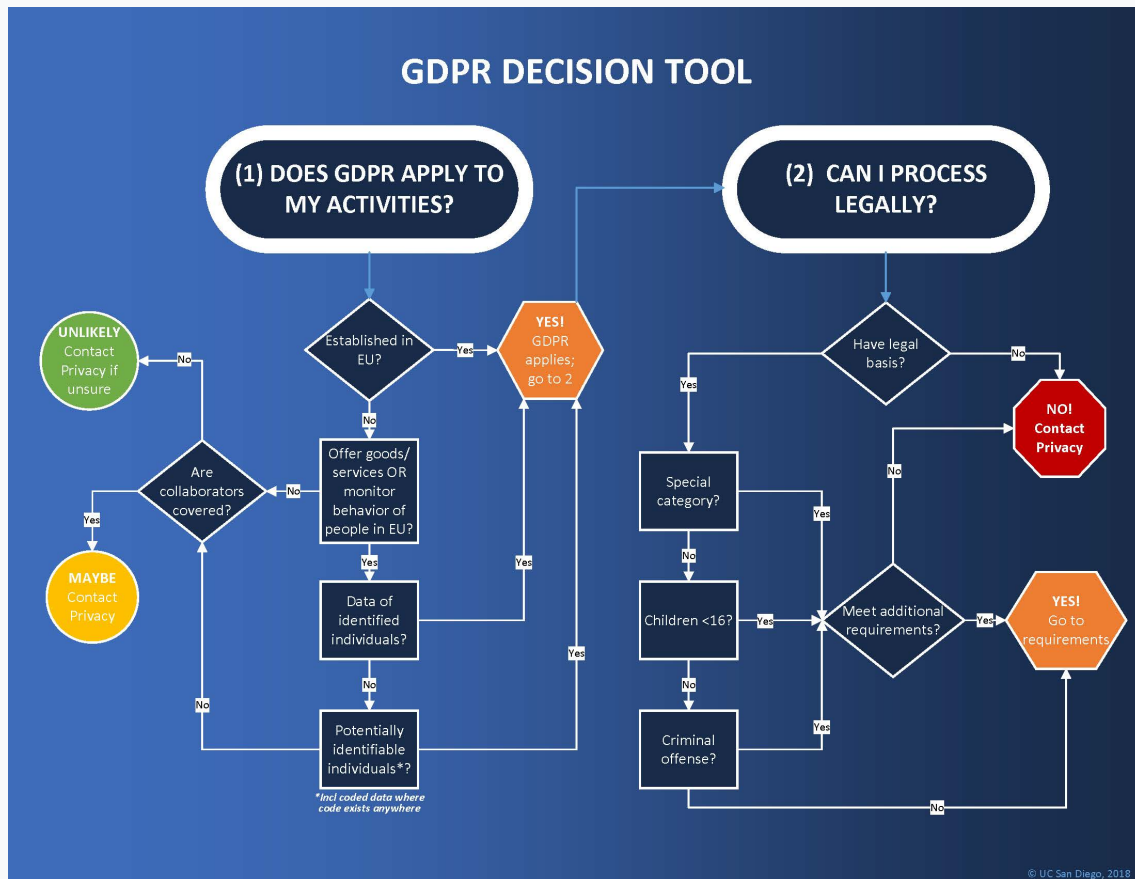 GDPR DECISION TOOL
(1) DOES GDPR APPLY TO
MY ACTIVITIES?
(2) CAN I PROCESS
LEGALLY?
Established in
EU?
Yes
No
YES!
GDPR
applies;
go to 2
UNLIKELY
Contact
Privacy if
unsure
No
Are
collaborators
covered?
No
Offer goods/
services OR
monitor
behavior of
people in EU?
Yes
Yes
MAYBE
Contact
Privacy
Data of
identified
individuals?
Yes
No
Potentially
identifiable
individuals*?
Yes
No
*Incl coded data where
code exists anywhere
Have legal
basis?
No
Yes
NO!
Contact
Privacy
Special
category?
Yes
No
Children <16?
Yes
No
Criminal
offense?
Yes
No
Meet additional
requirements?
No
Yes
YES!
Go to
requirements
© UC San Diego, 2018